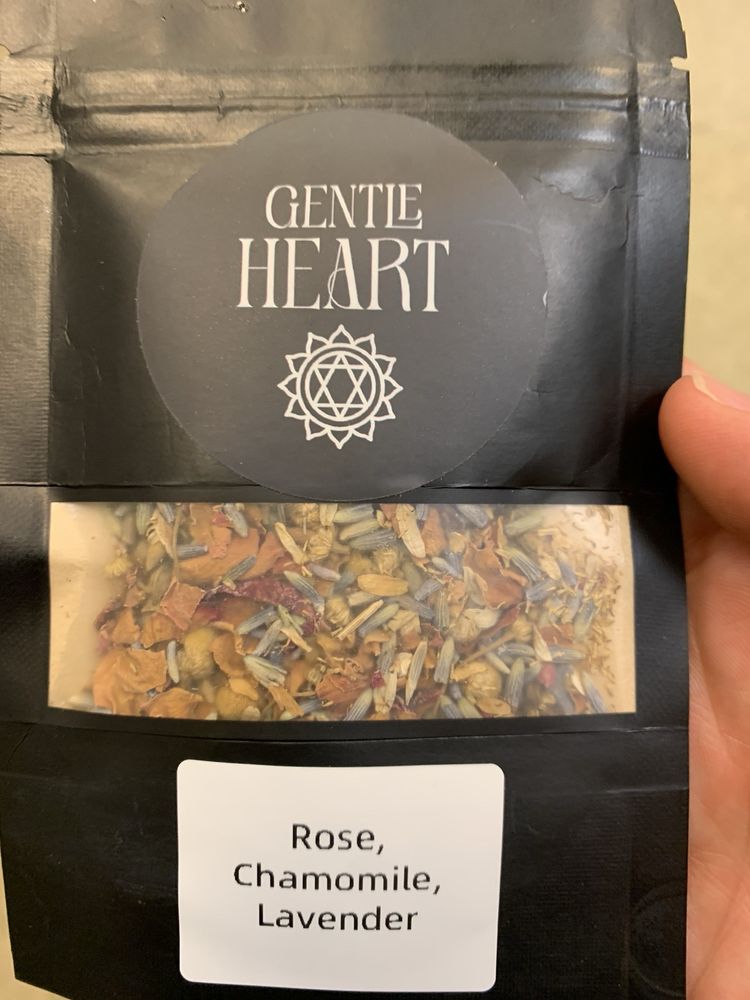 GENTLE
HEART
Rose,
Chamomile,
Lavender